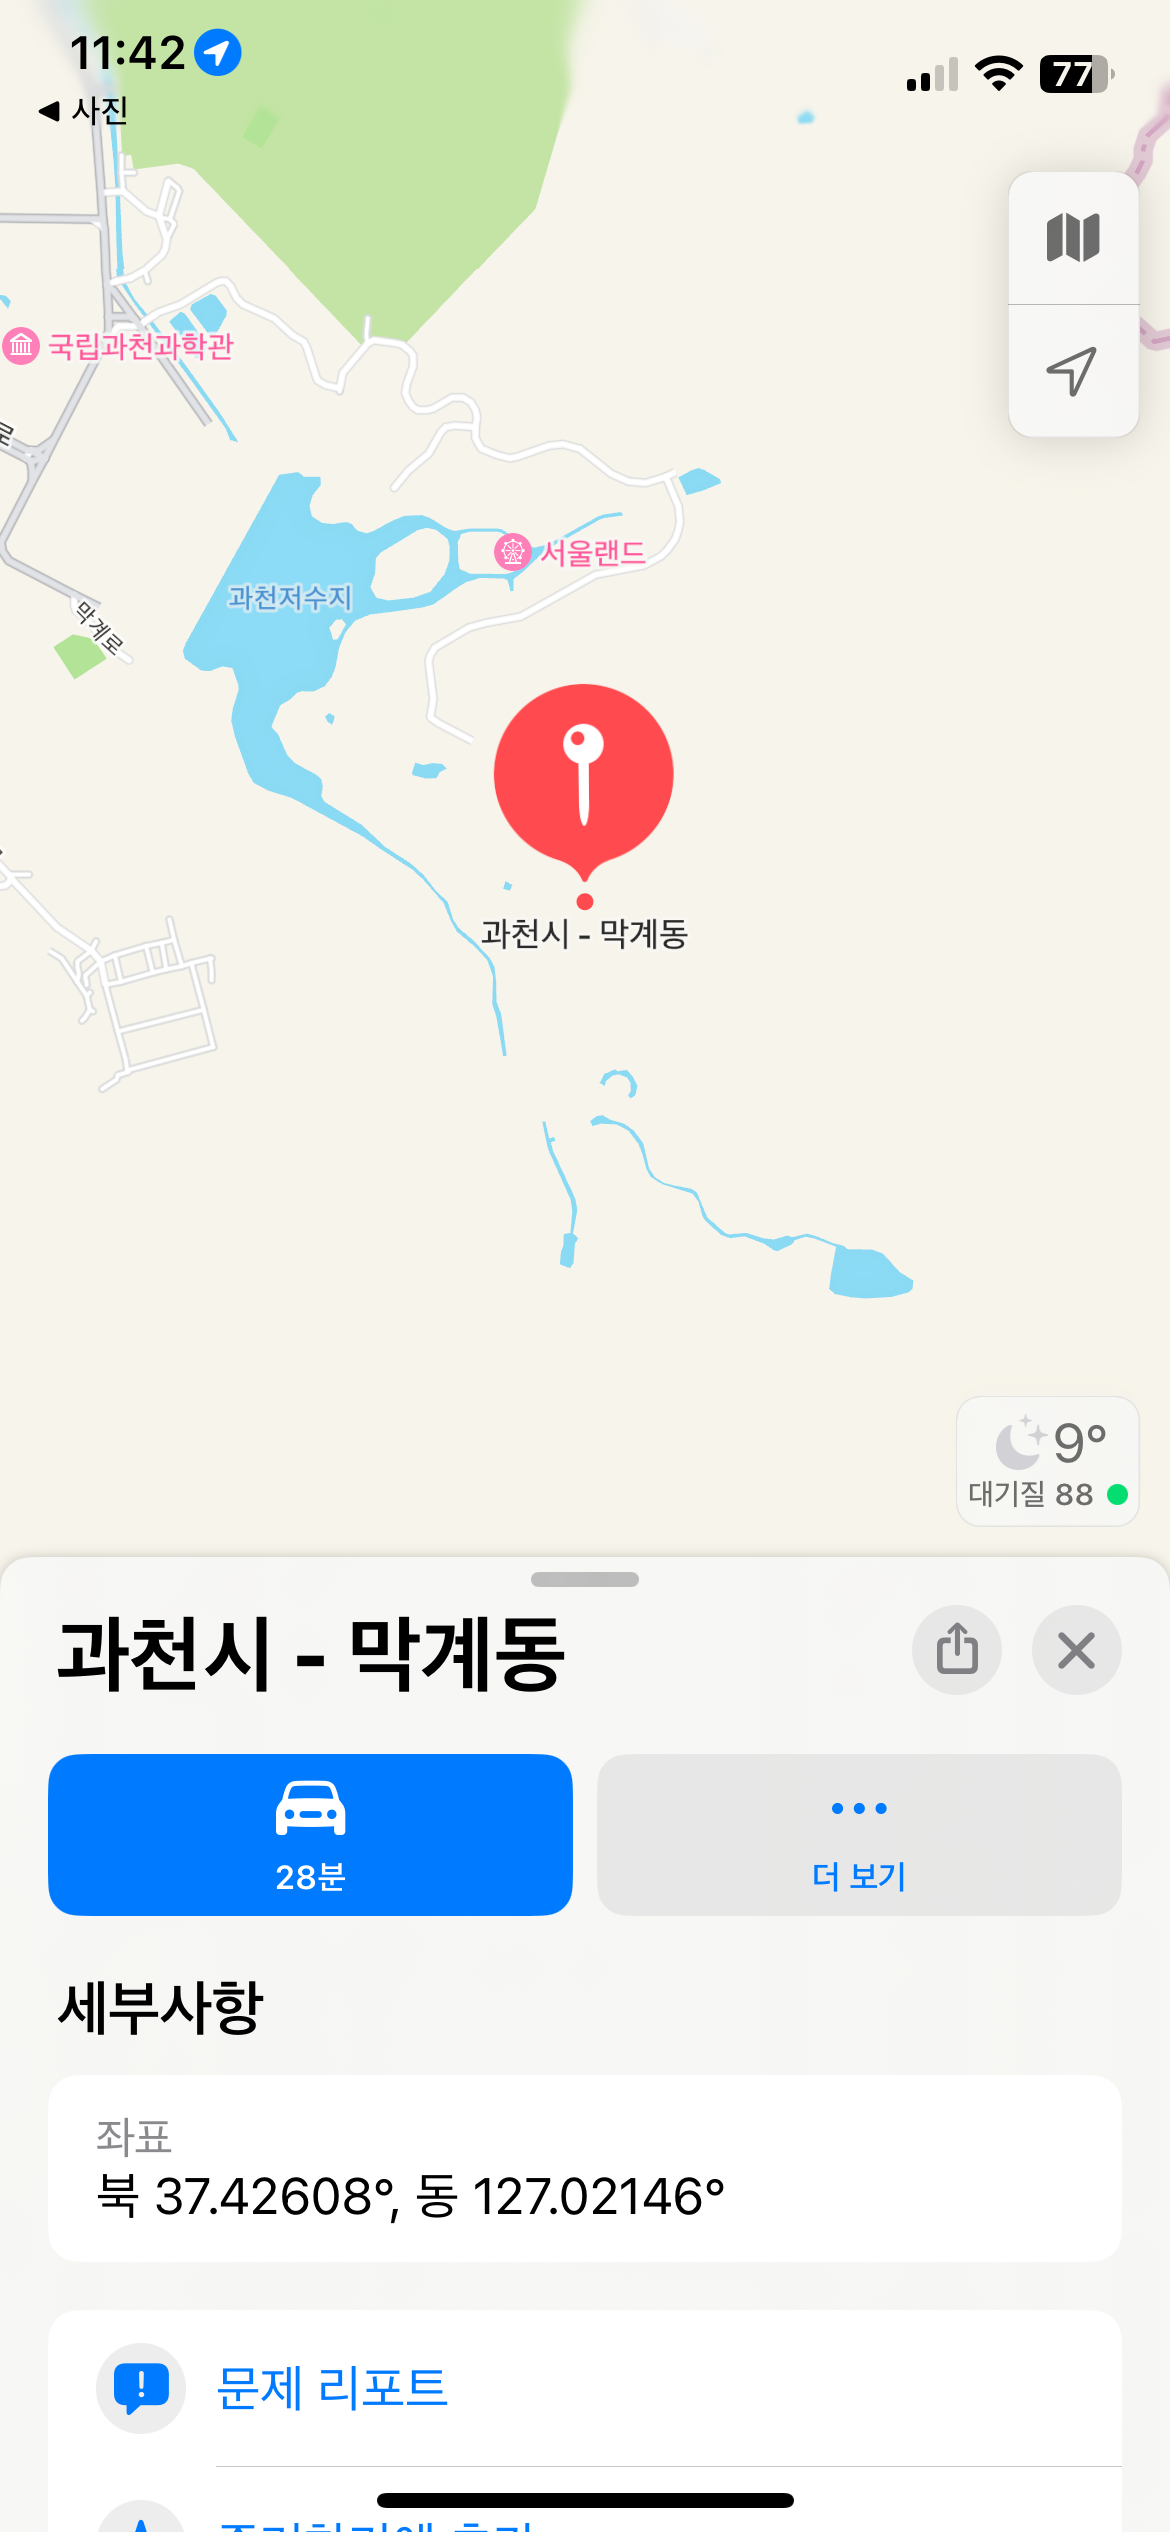 11:42
77
◀ 사진
국립과천과학관
로
서울랜드
과천저수지
막계로
과천시 - 막계동
9°
대기질 88
과천시 - 막계동
28분
더 보기
세부사항
좌표
북 37.42608°, 동 127.02146°
문제 리포트